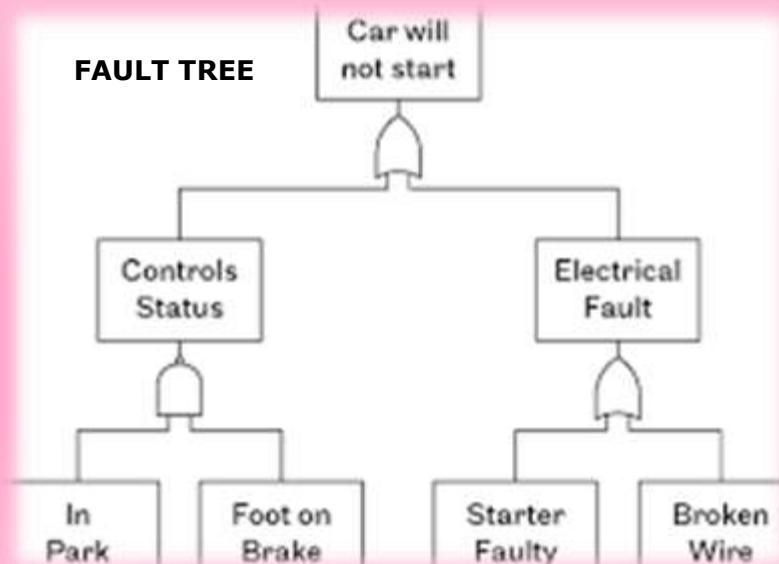 Car will
not start
FAULT TREE
Controls
Status
Electrical
Fault
In
Park
Foot on
Brake
Starter
Faulty
Broken
Wire